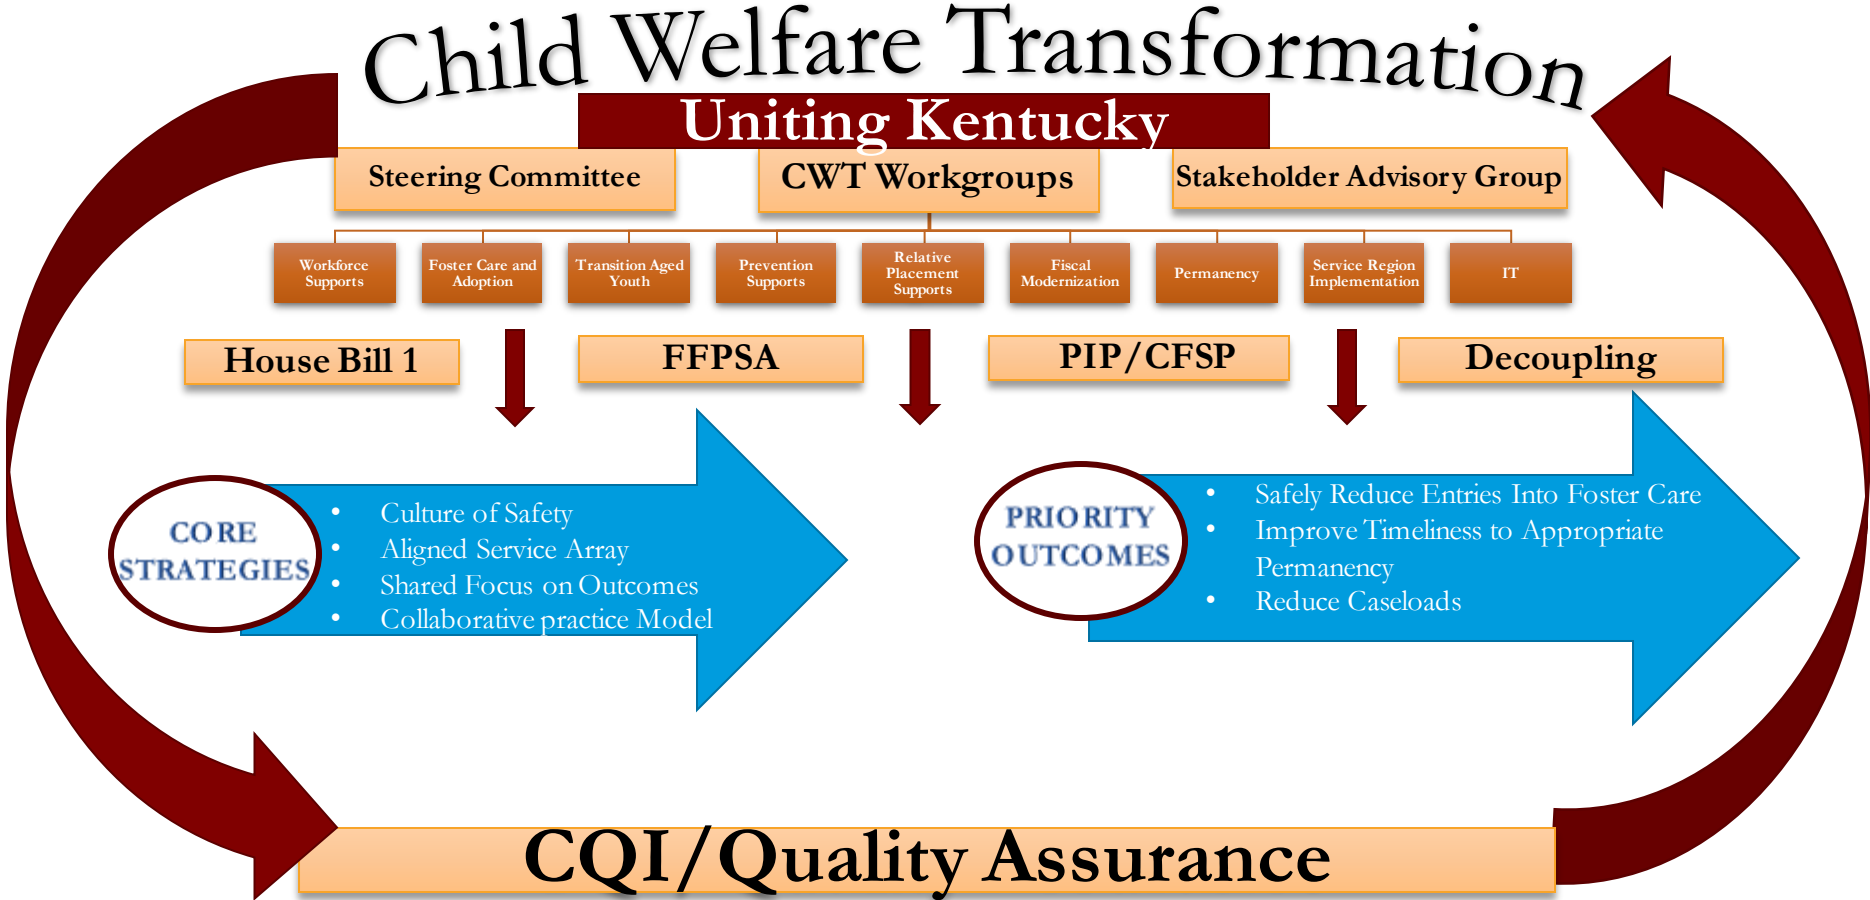 Child Welfare Transformation
Uniting Kentucky
Steering Committee
CWT Workgroups
Stakeholder Advisory Group
Workforce
Supports
Foster Care and
Adoption
Transition Aged
Youth
Prevention
Supports
Relative
Placement
Supports
Fiscal
Modernization
Permanency
Service Region
Implementation
IT
House Bill 1
FFPSA
PIP/CFSP
Decoupling
CORE
STRATEGIES
• Culture of Safety
• Aligned Service Array
• Shared Focus on Outcomes
• Collaborative practice Model
PRIORITY
OUTCOMES
• Safely Reduce Entries Into Foster Care
• Improve Timeliness to Appropriate
Permanency
• Reduce Caseloads
CQI/Quality Assurance